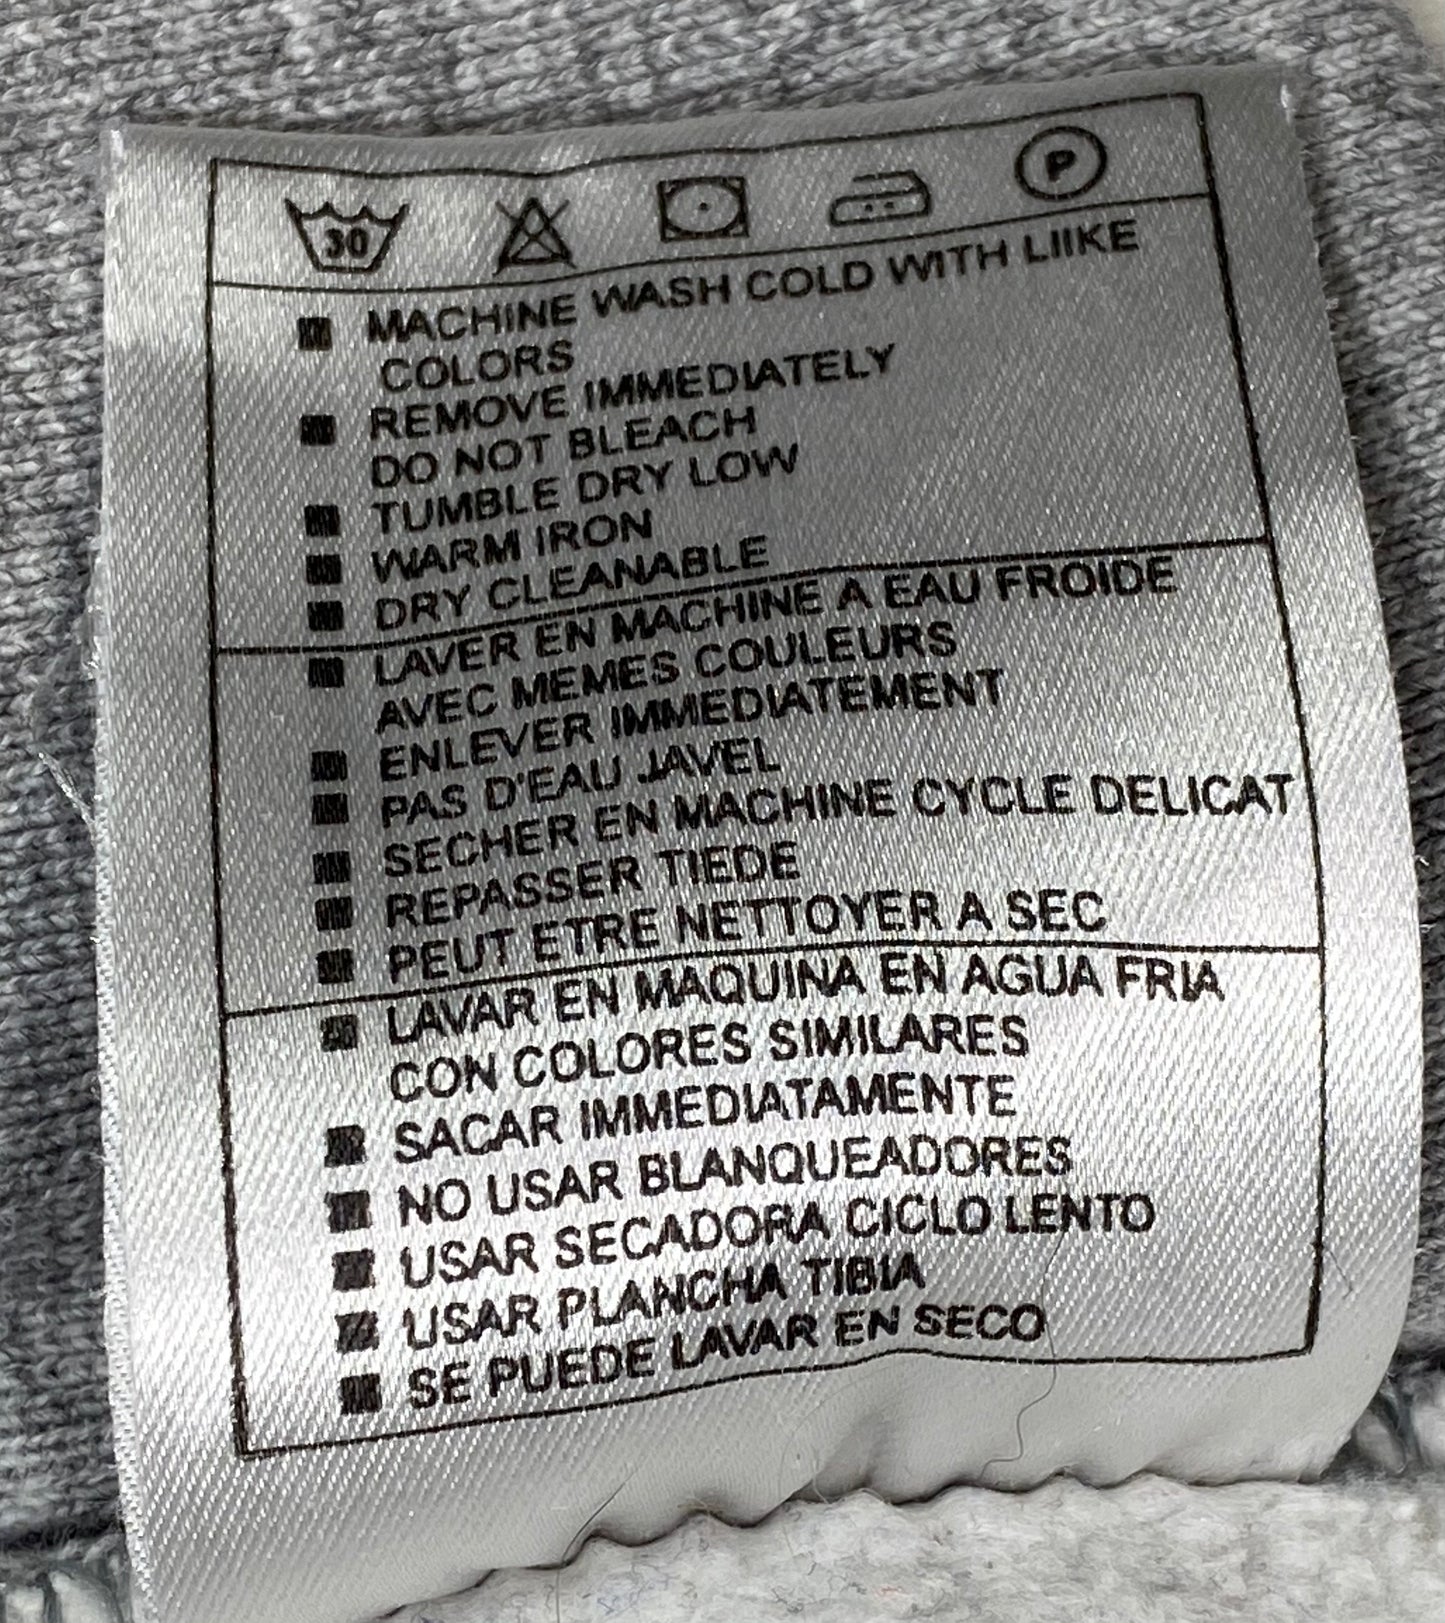 30 P
■ MACHINE WASH COLD WITH LIIKE
COLORS
■ REMOVE IMMEDIATELY
DO NOT BLEACH
■ TUMBLE DRY LOW
■ WARM IRON
■ DRY CLEANABLE
■ LAVER EN MACHINE A EAU FROIDE
AVEC MEMES COULEURS
■ ENLEVER IMMEDIATEMENT
■ PAS D'EAU JAVEL
■ SECHER EN MACHINE CYCLE DELICAT
■ REPASSER TIEDE
■ PEUT ETRE NETTOYER A SEC
■ LAVAR EN MAQUINA EN AGUA FRIA
CON COLORES SIMILARES
■ SACAR IMMEDIATAMENTE
■ NO USAR BLANQUEADORES
■ USAR SECADORA CICLO LENTO
■ USAR PLANCHA TIBIA
■ SE PUEDE LAVAR EN SECO